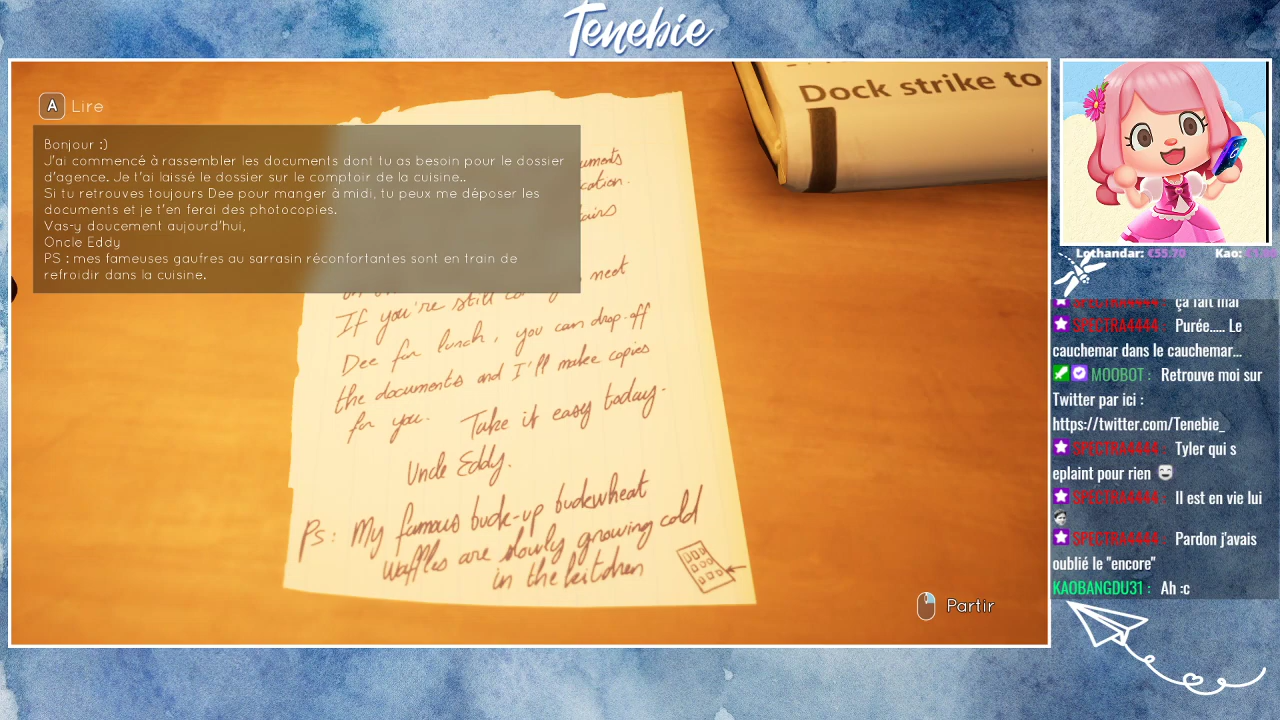 Tenebie
A Lire
Bonjour :)
J'ai commencé à rassembler les documents dont tu as besoin pour le dossier
d'agence. Je t'ai laissé le dossier sur le comptoir de la cuisine..
Si tu retrouves toujours Dee pour manger à midi, tu peux me déposer les
documents et je t'en ferai des photocopies.
Vas-y doucement aujourd'hui,
Oncle Eddy
PS : mes fameuses gaufres au sarrasin réconfortantes sont en train de
refroidir dans la cuisine.
If you're still meet
Dee for lunch, you can drop-off
the documents and I'll make copies
for you. Take it easy today.
Uncle Eddy.
Ps: My famous buck-up buckwheat
waffles are slowly growing cold
in the kitchen
Dock strike to
Partir
Lothandar: €55.70 Kao:
SPECTRA4444 : ça fait mal
SPECTRA4444 : Purée..... Le
cauchemar dans le cauchemar...
MOOBOT : Retrouve moi sur
Twitter par ici :
https://twitter.com/Tenebie_
SPECTRA4444 : Tyler qui s
eplaint pour rien
SPECTRA4444 : Il est en vie lui
SPECTRA4444 : Pardon j'avais
oublié le "encore"
KAOBANGDU31 : Ah :c